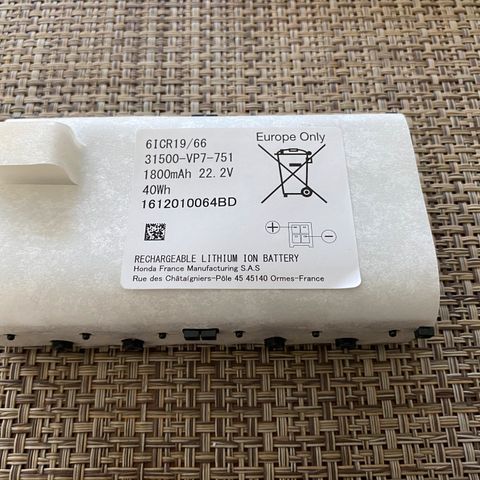 Europe Only
6ICR19/66
31500-VP7-751
1800mAh 22.2V
40Wh
1612010064BD
RECHARGEABLE LITHIUM ION BATTERY
Honda France Manufacturing S.A.S
Rue des Châtaîgniers-Pôle 45 45140 Ormes-France